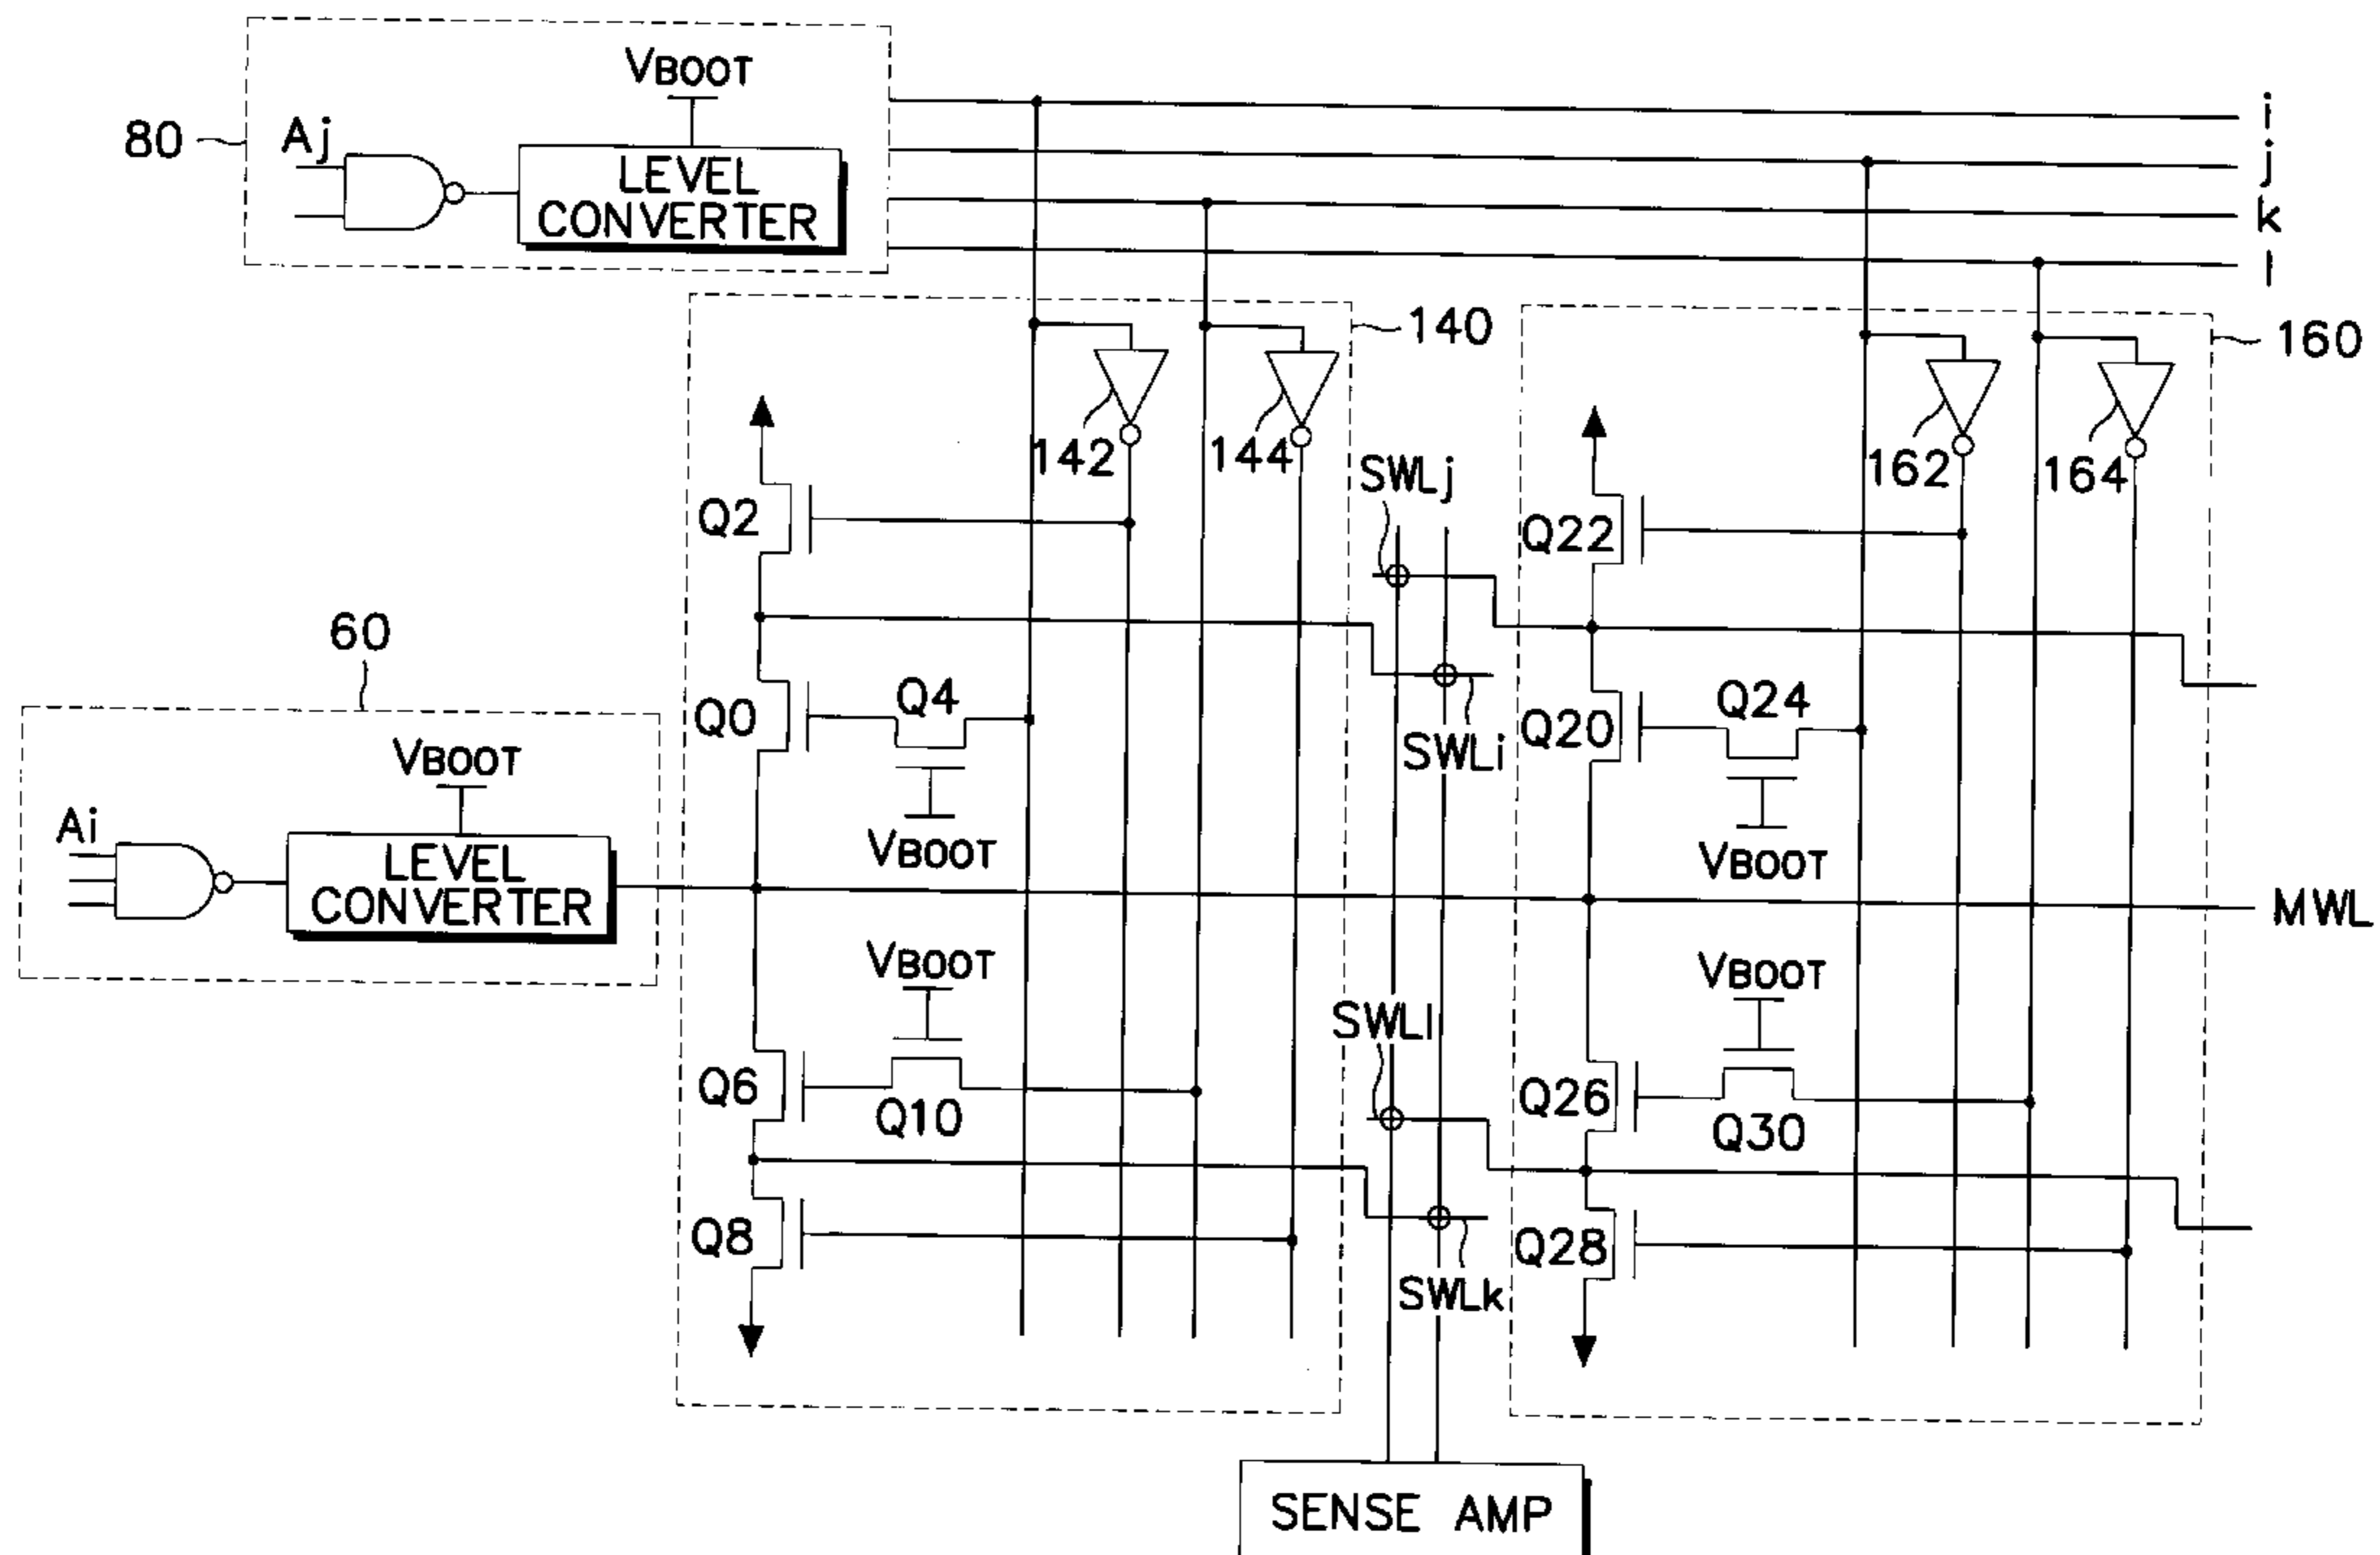 VBOOT
80
Aj
LEVEL
CONVERTER
i
j
k
l
140
160
142
144
162
164
SWLj
Q2
Q22
60
Q0
Q4
SWLi
Q20
Q24
VBOOT
VBOOT
VBOOT
Ai
LEVEL
CONVERTER
MWL
VBOOT
VBOOT
SWLl
Q6
Q10
Q26
Q30
Q8
Q28
SWLk
SENSE AMP